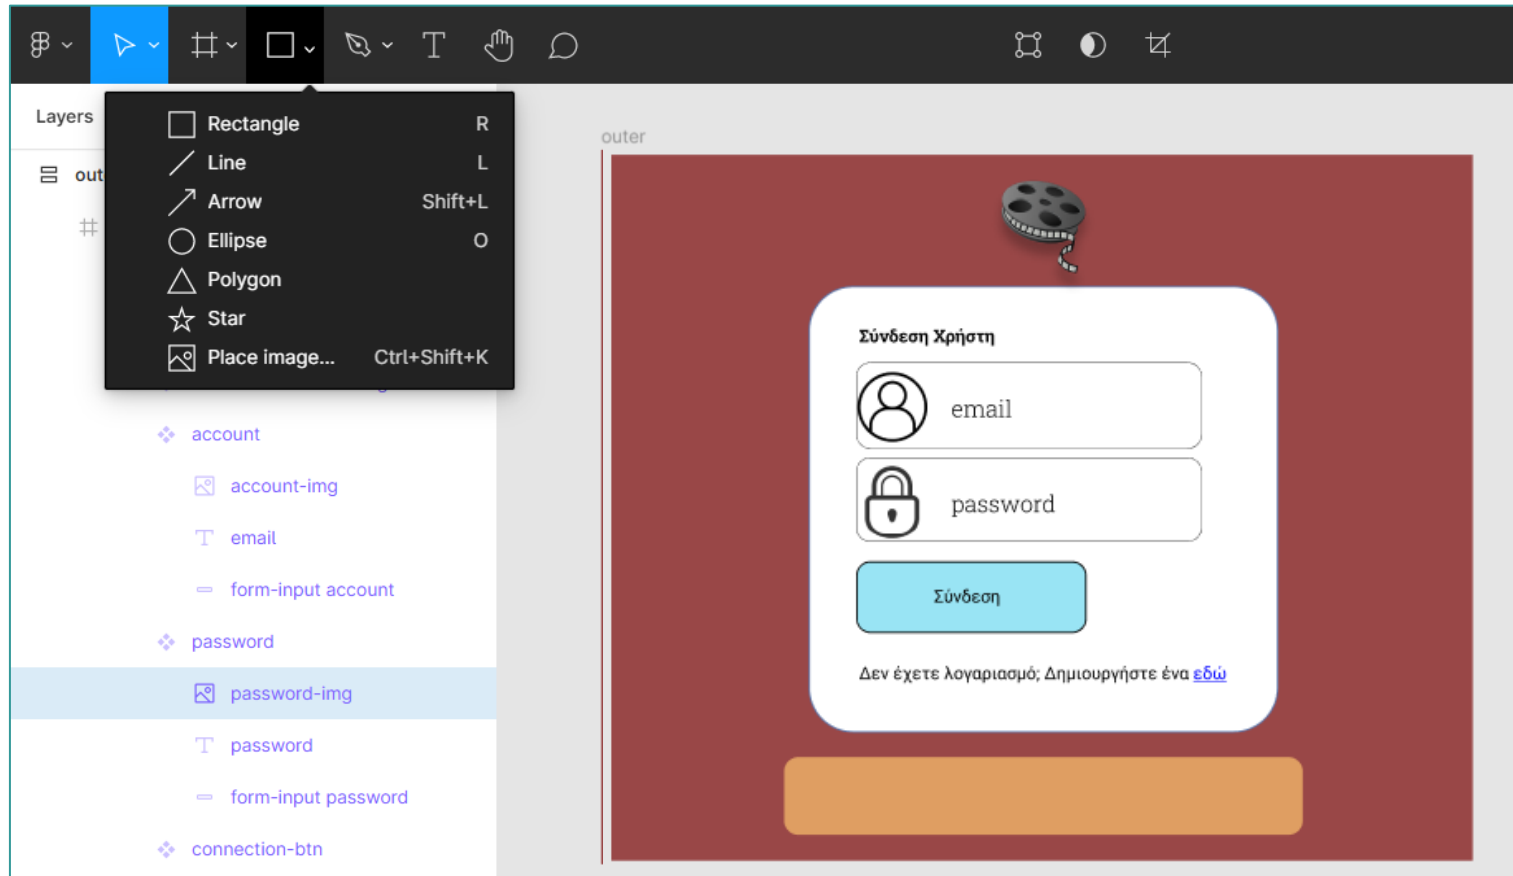 Layers
out
Rectangle R
Line L
Arrow Shift+L
Ellipse O
Polygon
Star
Place image... Ctrl+Shift+K
account
account-img
email
form-input account
password
password-img
password
form-input password
connection-btn
outer
Σύνδεση Χρήστη
email
password
Σύνδεση
Δεν έχετε λογαριασμό; Δημιουργήστε ένα εδώ